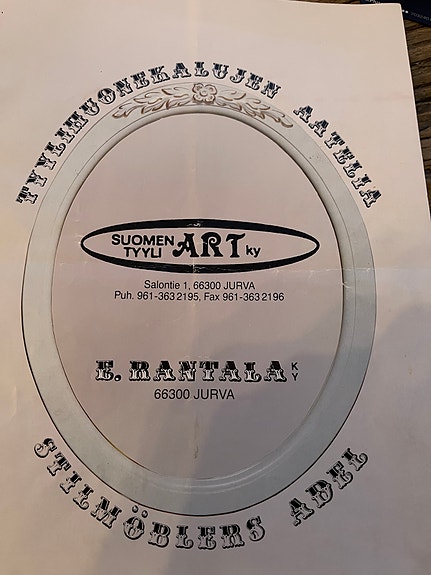 TYYLIHUONEKALUJEN AATELIA
SUOMEN
TYYLI ART ky
Salontie 1, 66300 JURVA
Puh. 961-363 2195, Fax 961-363 2196
E. RANTALA KY
66300 JURVA
STILMÖBLERS ADEL